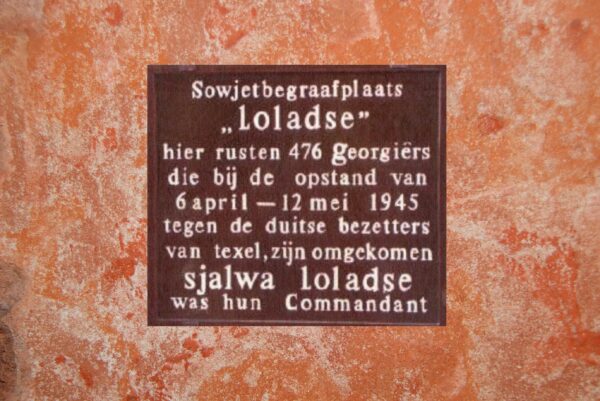 Sowjetbegraafplaats
„Loladse”
hier rusten 476 georgiërs
die bij de opstand van
6 april — 12 mei 1945
tegen de duitse bezetters
van texel, zijn omgekomen
sjalwa loladse
was hun Commandant